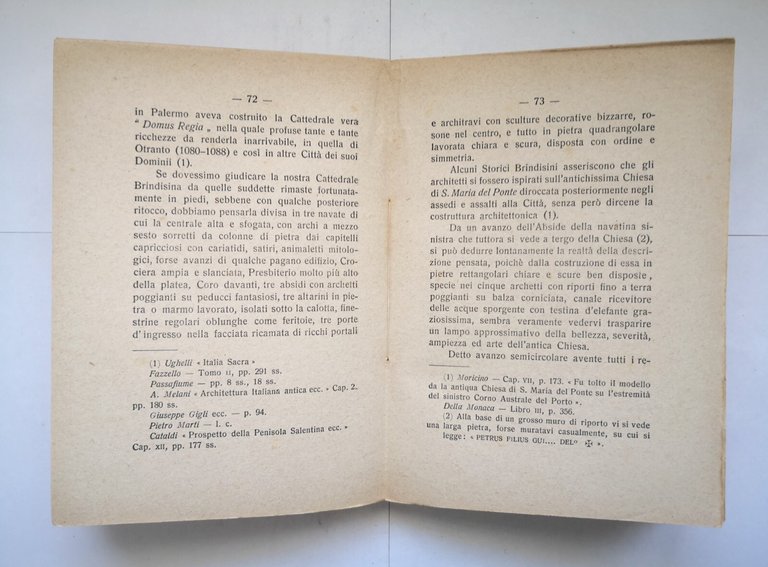 — 72 —
in Palermo aveva costruito la Cattedrale vera
" Domus Regia „ nella quale profuse tante e tante
ricchezze da renderla inarrivabile, in quella di
Otranto (1080-1088) e così in altre Città dei suoi
Dominii (1).
Se dovessimo giudicare la nostra Cattedrale
Brindisina da quelle suddette rimaste fortunata-
mente in piedi, sebbene con qualche posteriore
ritocco, dobbiamo pensarla divisa in tre navate di
cui la centrale alta e sfogata, con archi a mezzo
sesto sorretti da colonne di pietra dai capitelli
capricciosi con cariatidi, satiri, animaletti mitolo-
gici, forse avanzi di qualche pagano edifizio, Cro-
ciera ampia e slanciata, Presbiterio molto più alto
della platea, Coro davanti, tre absidi con archetti
poggianti su peducci fantasiosi, tre altarini in pie-
tra o marmo lavorato, isolati sotto la calotta, fine-
strine regolari oblunghe come feritoie, tre porte
d'ingresso nella facciata ricamata di ricchi portali
(1) Ughelli « Italia Sacra »
Fazzello — Tomo II, pp. 291 ss.
Passafiume — pp. 8 ss., 18 ss.
A. Melani « Architettura Italiana antica ecc. » Cap. 2.
pp. 180 ss.
Giuseppe Gigli ecc. — p. 94.
Pietro Marti — l. c.
Cataldi « Prospetto della Penisola Salentina ecc. »
Cap. XII, pp. 177 ss.
— 73 —
e architravi con sculture decorative bizzarre, ro-
sone nel centro, e tutto in pietra quadrangolare
lavorata chiara e scura, disposta con ordine e
simmetria.
Alcuni Storici Brindisini asseriscono che gli
architetti si fossero ispirati sull'antichissima Chiesa
di S. Maria del Ponte diroccata posteriormente negli
assedi e assalti alla Città, senza però dircene la
costruttura architettonica (1).
Da un avanzo dell'Abside della navatina si-
nistra che tuttora si vede a tergo della Chiesa (2),
si può dedurre lontanamente la realtà della descri-
zione pensata, poichè dalla costruzione di essa in
pietre rettangolari chiare e scure ben disposte,
specie nei cinque archetti con riporti fino a terra
poggianti su balza corniciata, canale ricevitore
delle acque sporgente con testina d'elefante gra-
ziosissima, sembra veramente vedervi trasparire
un lampo approssimativo della bellezza, severità,
ampiezza ed arte dell'antica Chiesa.
Detto avanzo semicircolare avente tutti i re-
(1) Moricino — Cap. VII, p. 173. « Fu tolto il modello
da la antiqua Chiesa di S. Maria del Ponte su l'estremità
del sinistro Corno Australe del Porto ».
Della Monaca — Libro III, p. 356.
(2) Alla base di un grosso muro di riporto vi si vede
una larga pietra, forse muratavi casualmente, su cui si
legge: « PETRUS FILIUS GUI.... DELº ✠ ».